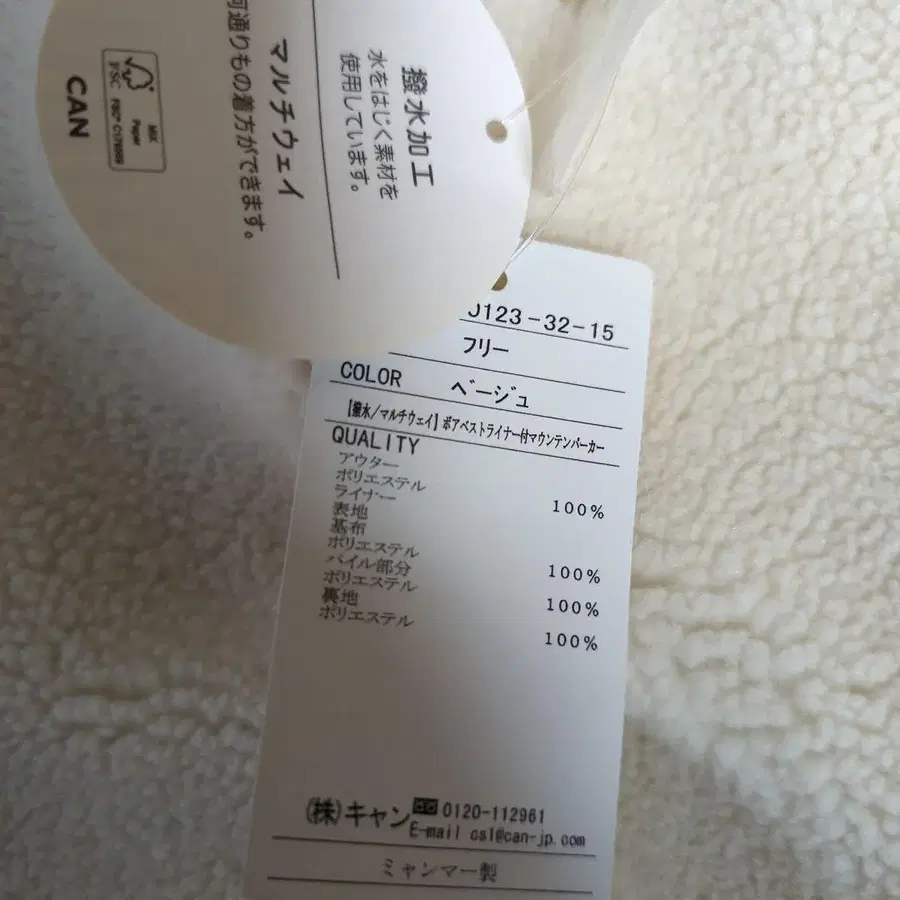 撥水加工
水をはじく素材を
使用しています。
マルチウェイ
何通りもの着方ができます。
FSC
MIX
Paper
CAN
0123-32-15
フリー
COLOR ベージュ
【撥水/マルチウェイ】ボアベストライナー付マウンテンパーカー
QUALITY
アウター
ポリエステル 100%
ライナー
表地
基布
ポリエステル 100%
パイル部分
ポリエステル 100%
裏地
ポリエステル 100%
(株)キャン 0120-112961
E-mail csl@can-jp.com
ミャンマー製